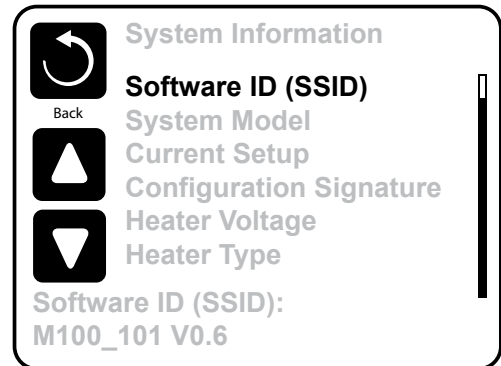 System Information
Back
Software ID (SSID)
System Model
Current Setup
Configuration Signature
Heater Voltage
Heater Type
Software ID (SSID):
M100_101 V0.6